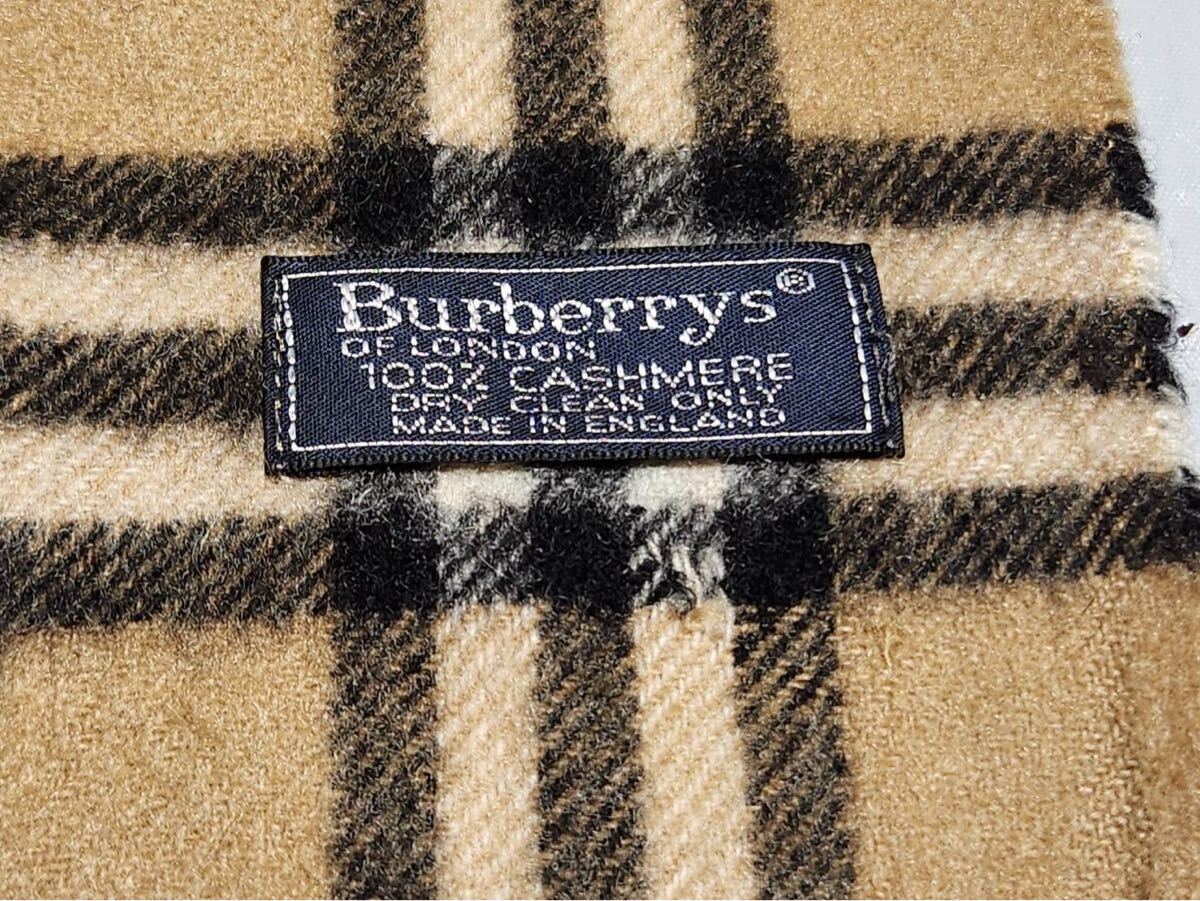 Burberrys®
OF LONDON
100% CASHMERE
DRY CLEAN ONLY
MADE IN ENGLAND